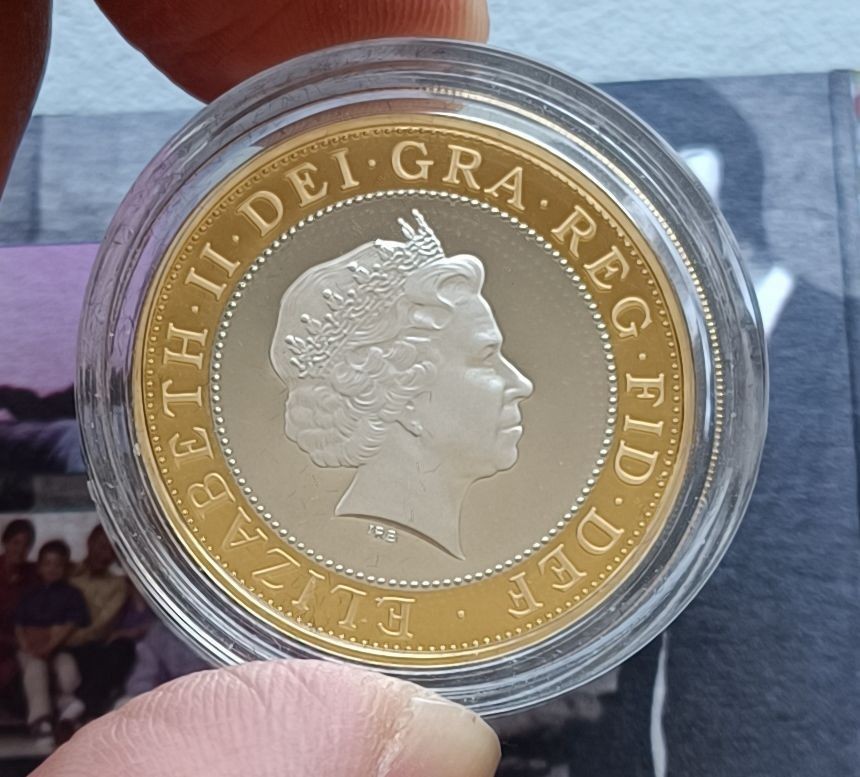 ELIZABETH · II · DEI · GRA · REG · FID · DEF ·
IRB